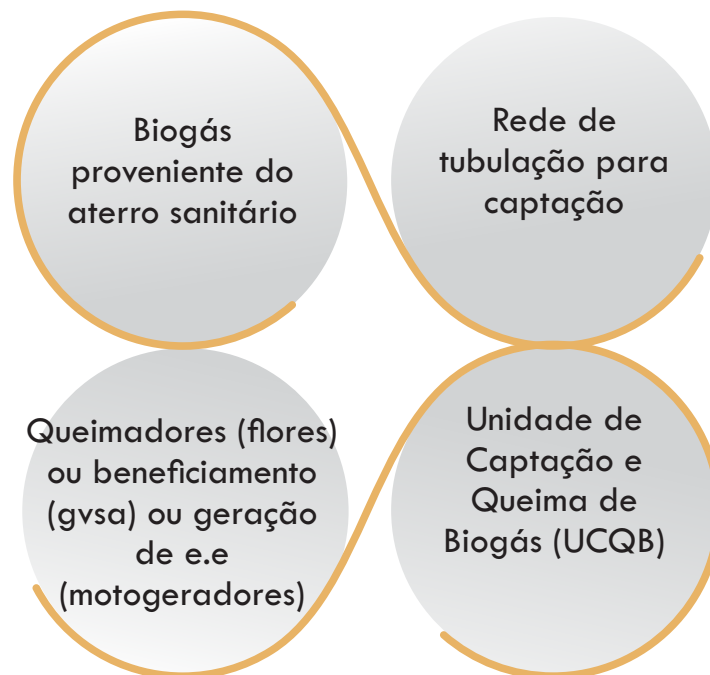 Biogás
proveniente do
aterro sanitário
Rede de
tubulação para
captação
Unidade de
Captação e
Queima de
Biogás (UCQB)
Queimadores (flores)
ou beneficiamento
(gvsa) ou geração
de e.e
(motogeradores)